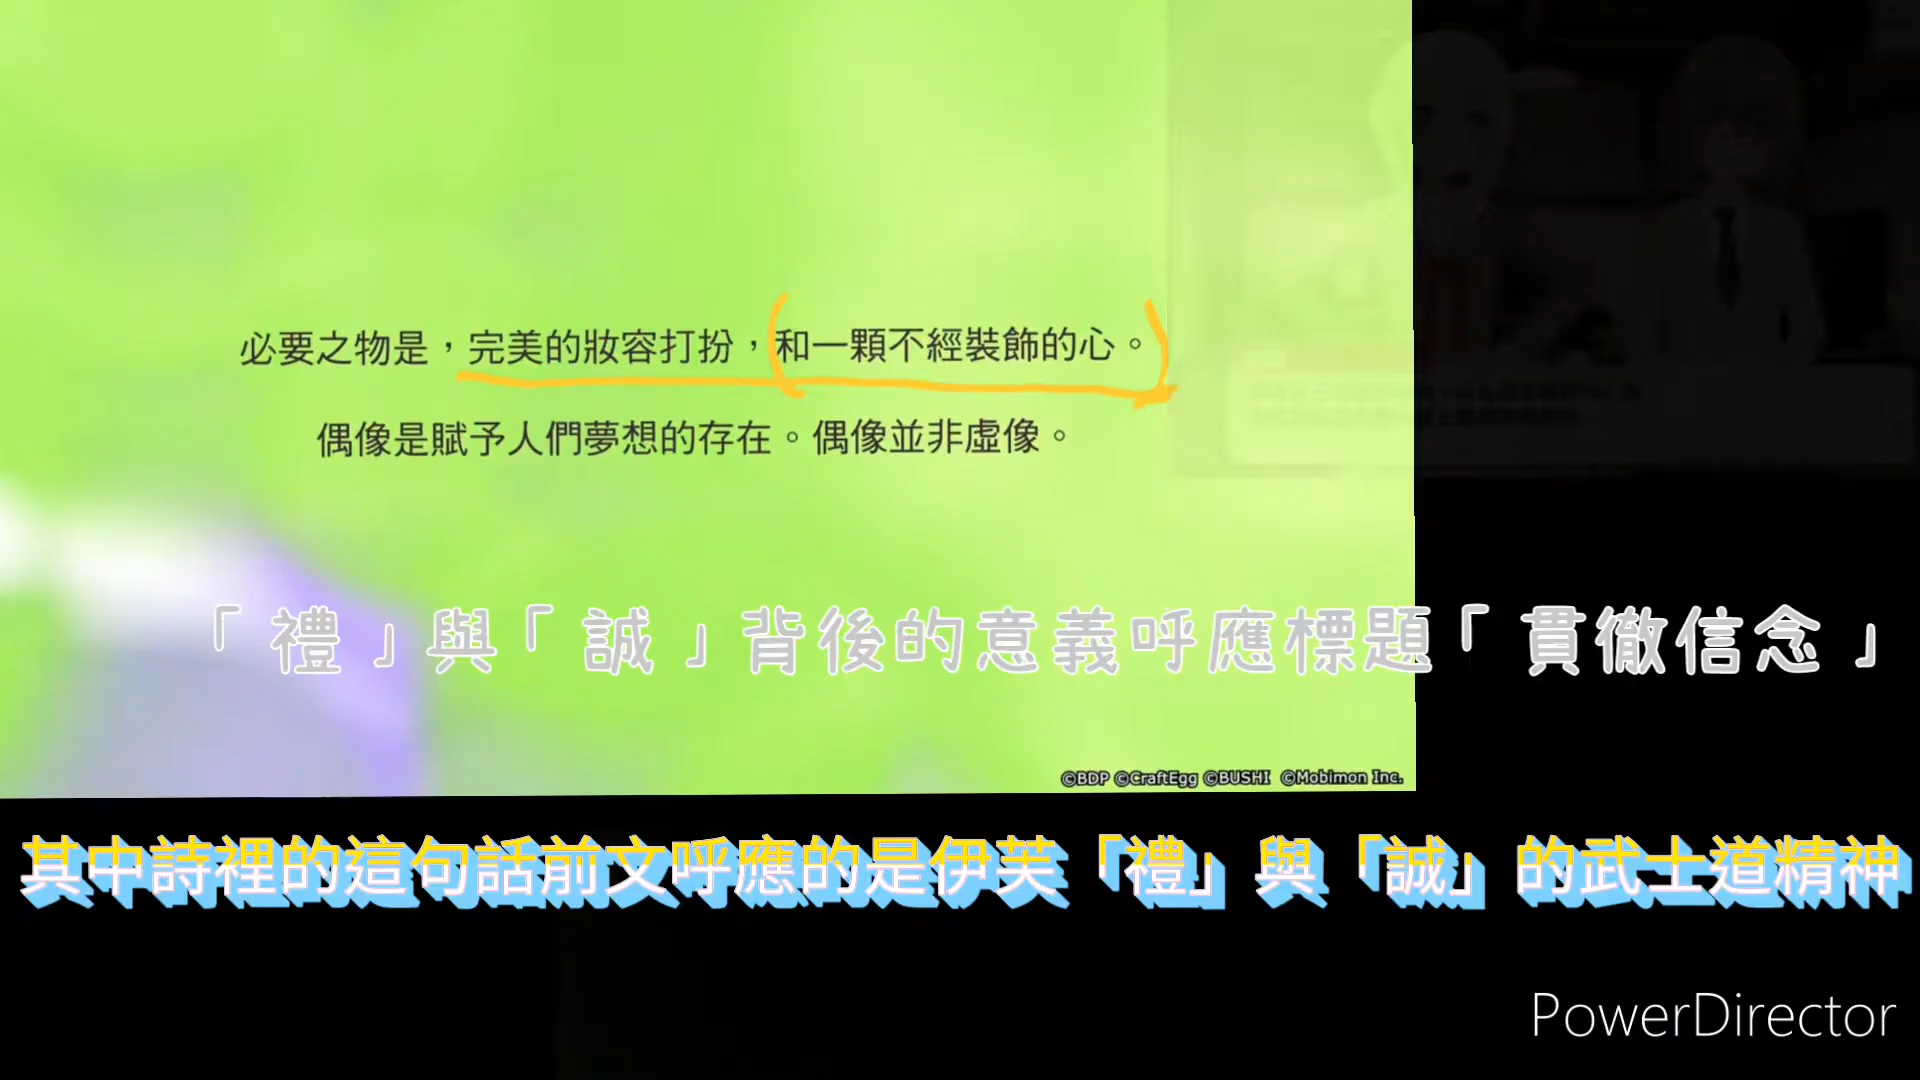 必要之物是，完美的妝容打扮，和一顆不經裝飾的心。
偶像是賦予人們夢想的存在。偶像並非虛像。
「禮」與「誠」背後的意義呼應標題「貫徹信念」
©BDP ©CraftEgg ©BUSHI ©Mobimon Inc.
其中詩裡的這句話前文呼應的是伊芙「禮」與「誠」的武士道精神
PowerDirector